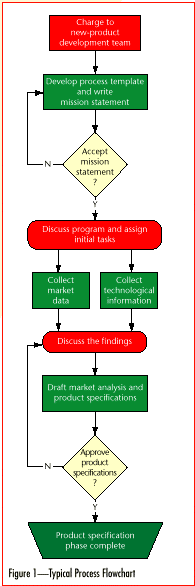 Charge to
new-product
development team
Develop process template
and write
mission statement
Accept
mission
statement
?
N
Y
Discuss program and assign
initial tasks
Collect
market
data
Collect
technological
information
Discuss the findings
Draft market analysis and
product specifications
Approve
product
specifications
?
N
Y
Product specification
phase complete
Figure 1—Typical Process Flowchart